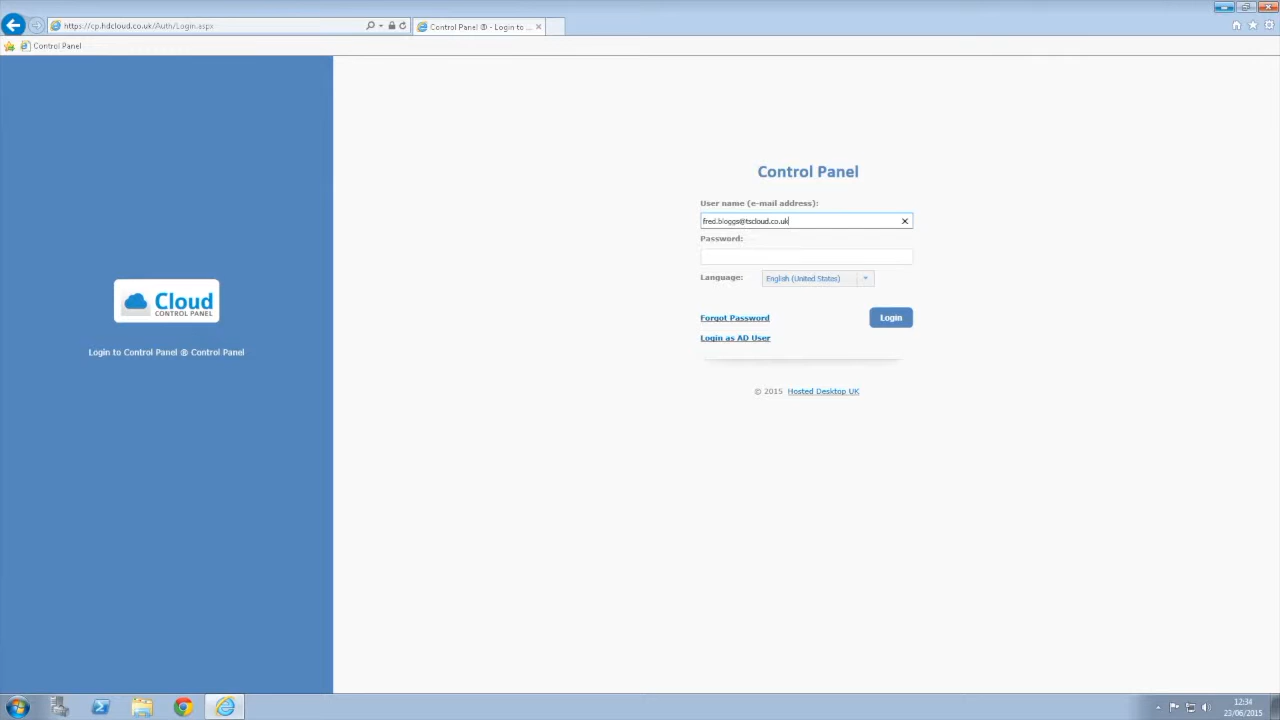 https://cp.hdcloud.co.uk/Auth/Login.aspx
Control Panel ® - Login to ...
Control Panel
Cloud
CONTROL PANEL
Login to Control Panel ® Control Panel
Control Panel
User name (e-mail address):
fred.bloggs@tscloud.co.uk
Password:
Language:
English (United States)
Forgot Password
Login
Login as AD User
© 2015 Hosted Desktop UK
12:34
23/06/2015